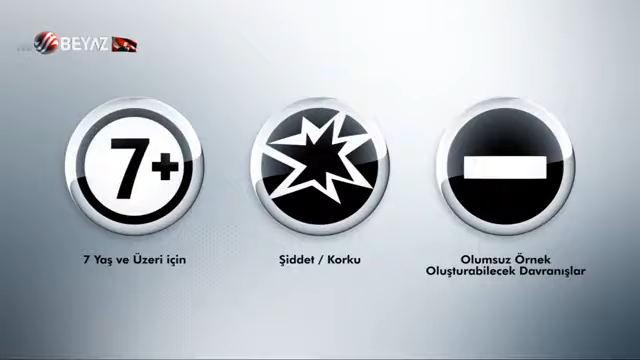 BEYAZ
7+
7 Yaş ve Üzeri için
Şiddet / Korku
Olumsuz Örnek
Oluşturabilecek Davranışlar